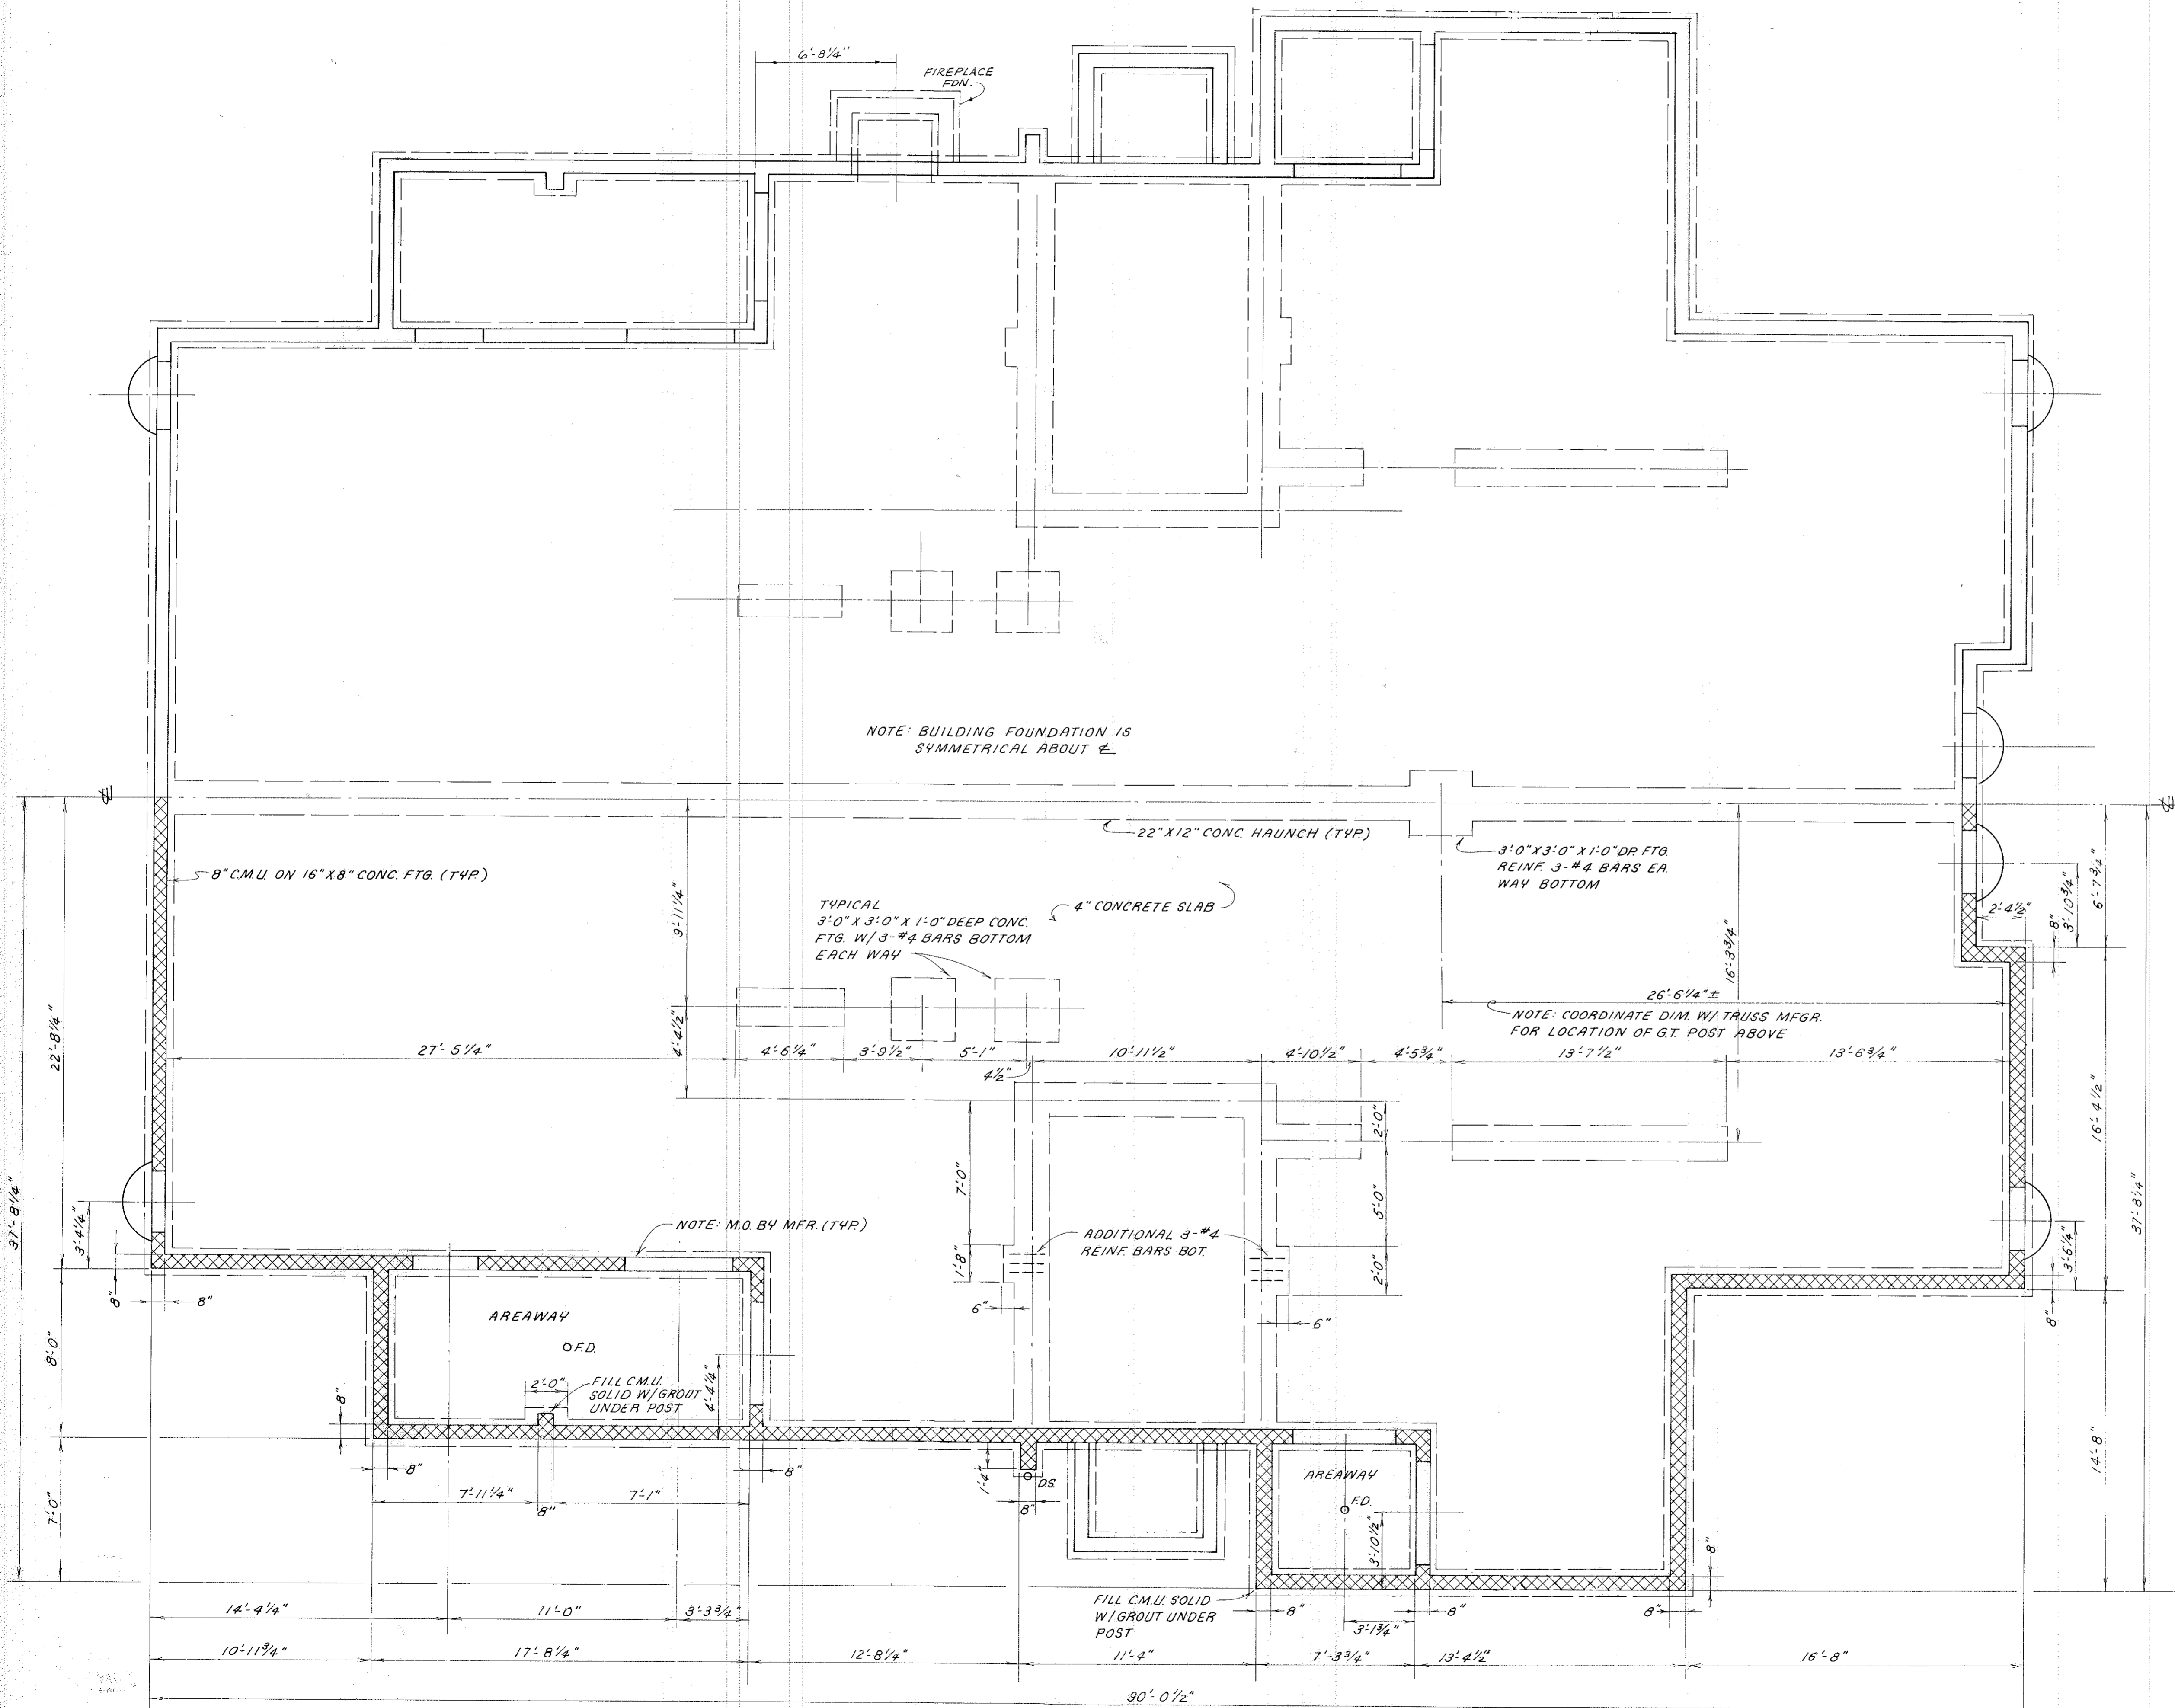 6'-8 1/4"
FIREPLACE
FDN.
NOTE: BUILDING FOUNDATION IS
SYMMETRICAL ABOUT ℄
℄
℄
22" X 12" CONC. HAUNCH (TYP.)
3'-0" X 3'-0" X 1'-0" DP. FTG.
REINF. 3-#4 BARS EA.
WAY BOTTOM
8" C.M.U. ON 16" X 8" CONC. FTG. (TYP.)
9'-11 1/4"
TYPICAL
3'-0" X 3'-0" X 1'-0" DEEP CONC.
FTG. W/ 3-#4 BARS BOTTOM
EACH WAY
4" CONCRETE SLAB
16'-3 3/4"
2'-4 1/2"
8"
3'-10 3/4"
6'-7 3/4"
26'-6 1/4" ±
NOTE: COORDINATE DIM. W/ TRUSS MFGR.
FOR LOCATION OF G.T. POST ABOVE
22'-8 1/4"
37'-8 1/4"
27'-5 1/4"
4'-4 1/2"
4'-6 1/4"
3'-9 1/2"
5'-1"
4 1/2"
10'-11 1/2"
4'-10 1/2"
4'-5 3/4"
13'-7 1/2"
13'-6 3/4"
16'-4 1/2"
37'-8 1/4"
2'-0"
7'-0"
5'-0"
3'-4 1/4"
NOTE: M.O. BY MFR. (TYP.)
ADDITIONAL 3-#4
REINF. BARS BOT.
1'-8"
2'-0"
3'-6 1/4"
8"
8"
6"
6"
8"
AREAWAY
F.D.
8'-0"
2'-0"
FILL C.M.U.
SOLID W/ GROUT
UNDER POST
4'-4 1/4"
8"
8"
8"
1'-4"
D.S.
8"
AREAWAY
F.D.
14'-8"
7'-0"
7'-11 1/4"
8"
7'-1"
3'-10 1/2"
8"
FILL C.M.U. SOLID
W/ GROUT UNDER
POST
8"
8"
8"
3'-1 3/4"
14'-4 1/4"
11'-0"
3'-3 3/4"
10'-11 3/4"
17'-8 1/4"
12'-8 1/4"
11'-4"
7'-3 3/4"
13'-4 1/2"
16'-8"
90'-0 1/2"